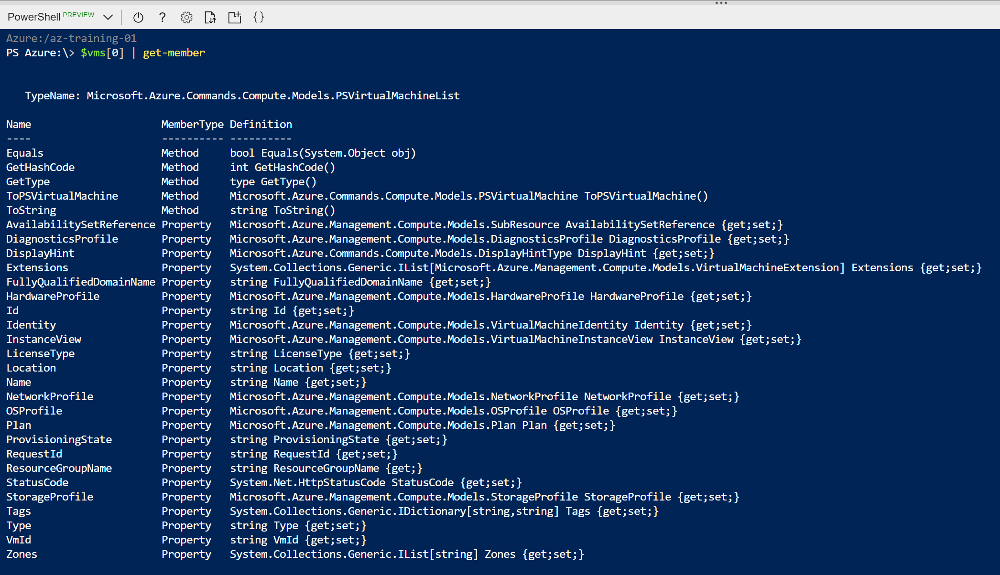 PowerShell PREVIEW
Azure:/az-training-01
PS Azure:\> $vms[0] | get-member
TypeName: Microsoft.Azure.Commands.Compute.Models.PSVirtualMachineList
Name MemberType Definition
---- ---------- ----------
Equals Method bool Equals(System.Object obj)
GetHashCode Method int GetHashCode()
GetType Method type GetType()
ToPSVirtualMachine Method Microsoft.Azure.Commands.Compute.Models.PSVirtualMachine ToPSVirtualMachine()
ToString Method string ToString()
AvailabilitySetReference Property Microsoft.Azure.Management.Compute.Models.SubResource AvailabilitySetReference {get;set;}
DiagnosticsProfile Property Microsoft.Azure.Management.Compute.Models.DiagnosticsProfile DiagnosticsProfile {get;set;}
DisplayHint Property Microsoft.Azure.Commands.Compute.Models.DisplayHintType DisplayHint {get;set;}
Extensions Property System.Collections.Generic.IList[Microsoft.Azure.Management.Compute.Models.VirtualMachineExtension] Extensions {get;set;}
FullyQualifiedDomainName Property string FullyQualifiedDomainName {get;set;}
HardwareProfile Property Microsoft.Azure.Management.Compute.Models.HardwareProfile HardwareProfile {get;set;}
Id Property string Id {get;set;}
Identity Property Microsoft.Azure.Management.Compute.Models.VirtualMachineIdentity Identity {get;set;}
InstanceView Property Microsoft.Azure.Management.Compute.Models.VirtualMachineInstanceView InstanceView {get;set;}
LicenseType Property string LicenseType {get;set;}
Location Property string Location {get;set;}
Name Property string Name {get;set;}
NetworkProfile Property Microsoft.Azure.Management.Compute.Models.NetworkProfile NetworkProfile {get;set;}
OSProfile Property Microsoft.Azure.Management.Compute.Models.OSProfile OSProfile {get;set;}
Plan Property Microsoft.Azure.Management.Compute.Models.Plan Plan {get;set;}
ProvisioningState Property string ProvisioningState {get;set;}
RequestId Property string RequestId {get;set;}
ResourceGroupName Property string ResourceGroupName {get;}
StatusCode Property System.Net.HttpStatusCode StatusCode {get;set;}
StorageProfile Property Microsoft.Azure.Management.Compute.Models.StorageProfile StorageProfile {get;set;}
Tags Property System.Collections.Generic.IDictionary[string,string] Tags {get;set;}
Type Property string Type {get;set;}
VmId Property string VmId {get;set;}
Zones Property System.Collections.Generic.IList[string] Zones {get;set;}